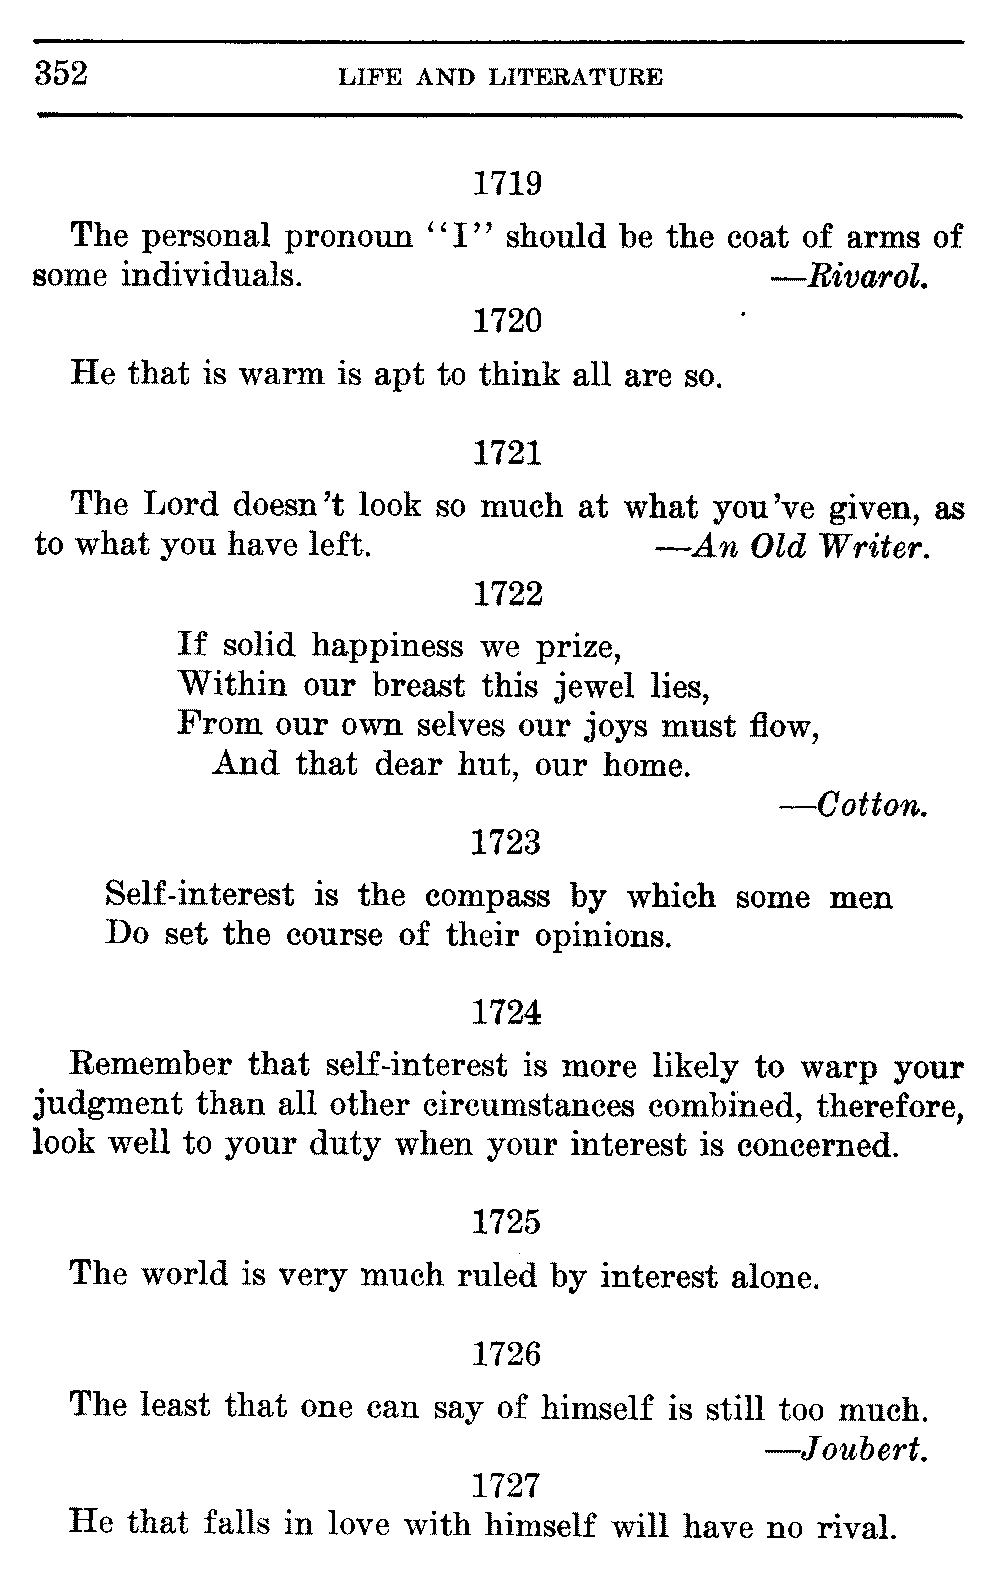 352 LIFE AND LITERATURE
1719
The personal pronoun "I" should be the coat of arms of
some individuals. —Rivarol.
1720
He that is warm is apt to think all are so.
1721
The Lord doesn't look so much at what you've given, as
to what you have left. —An Old Writer.
1722
If solid happiness we prize,
Within our breast this jewel lies,
From our own selves our joys must flow,
And that dear hut, our home.
—Cotton.
1723
Self-interest is the compass by which some men
Do set the course of their opinions.
1724
Remember that self-interest is more likely to warp your
judgment than all other circumstances combined, therefore,
look well to your duty when your interest is concerned.
1725
The world is very much ruled by interest alone.
1726
The least that one can say of himself is still too much.
—Joubert.
1727
He that falls in love with himself will have no rival.